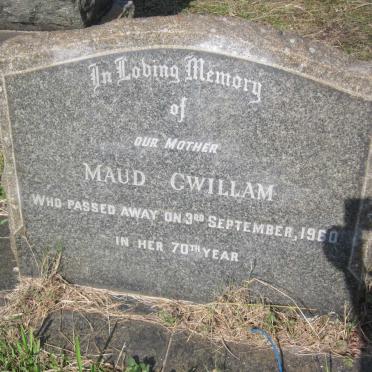 In Loving Memory
of
OUR MOTHER
MAUD GWILLAM
WHO PASSED AWAY ON 3RD SEPTEMBER, 1960
IN HER 70TH YEAR